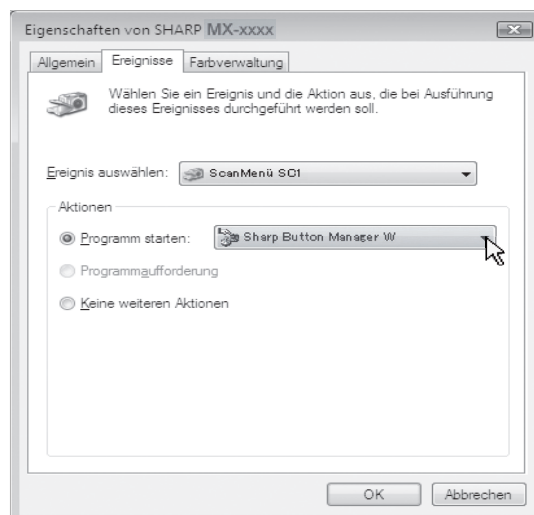 Eigenschaften von SHARP MX-xxxx
Allgemein Ereignisse Farbverwaltung
Wählen Sie ein Ereignis und die Aktion aus, die bei Ausführung
dieses Ereignisses durchgeführt werden soll.
Ereignis auswählen: ScanMenü SC1
Aktionen
Programm starten: Sharp Button Manager W
Programmaufforderung
Keine weiteren Aktionen
OK Abbrechen